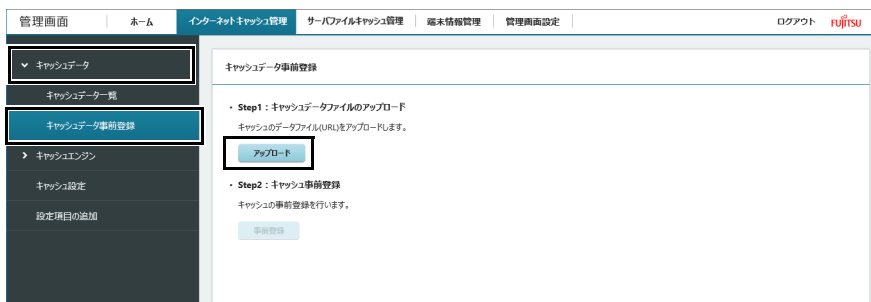 管理画面 ホーム インターネットキャッシュ管理 サーバファイルキャッシュ管理 端末情報管理 管理画面設定 ログアウト FUJITSU
キャッシュデータ
キャッシュデータ一覧
キャッシュデータ事前登録
キャッシュエンジン
キャッシュ設定
設定項目の追加
キャッシュデータ事前登録
・ Step1：キャッシュデータファイルのアップロード
キャッシュのデータファイル(URL)をアップロードします。
アップロード
・ Step2：キャッシュ事前登録
キャッシュの事前登録を行います。
事前登録